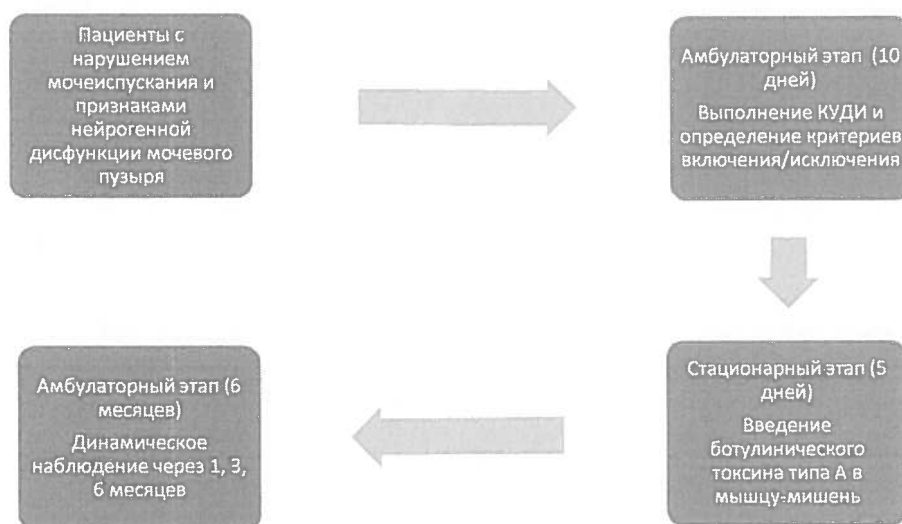 Пациенты с
нарушением
мочеиспускания и
признаками
нейрогенной
дисфункции мочевого
пузыря
Амбулаторный этап (10
дней)
Выполнение КУДИ и
определение критериев
включения/исключения
Стационарный этап (5
дней)
Введение
ботулинического
токсина типа А в
мышцу-мишень
Амбулаторный этап (6
месяцев)
Динамическое
наблюдение через 1, 3,
6 месяцев